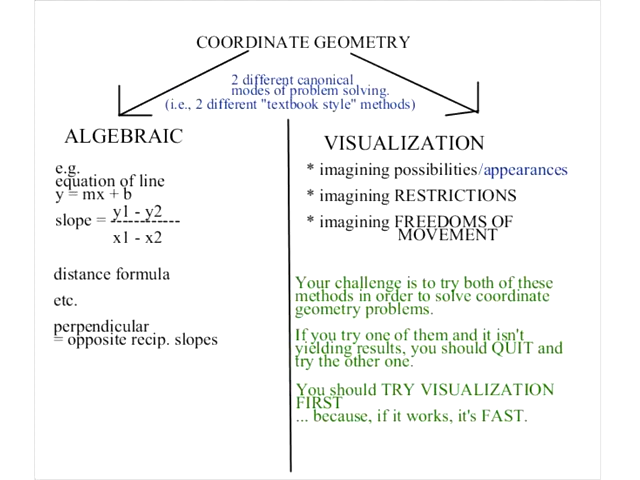 COORDINATE GEOMETRY
2 different canonical
modes of problem solving.
(i.e., 2 different "textbook style" methods)
ALGEBRAIC
e.g.
equation of line
y = mx + b
y1 - y2
slope = -----------
x1 - x2
distance formula
etc.
perpendicular
= opposite recip. slopes
VISUALIZATION
* imagining possibilities/appearances
* imagining RESTRICTIONS
* imagining FREEDOMS OF
MOVEMENT
Your challenge is to try both of these
methods in order to solve coordinate
geometry problems.
If you try one of them and it isn't
yielding results, you should QUIT and
try the other one.
You should TRY VISUALIZATION
FIRST
... because, if it works, it's FAST.